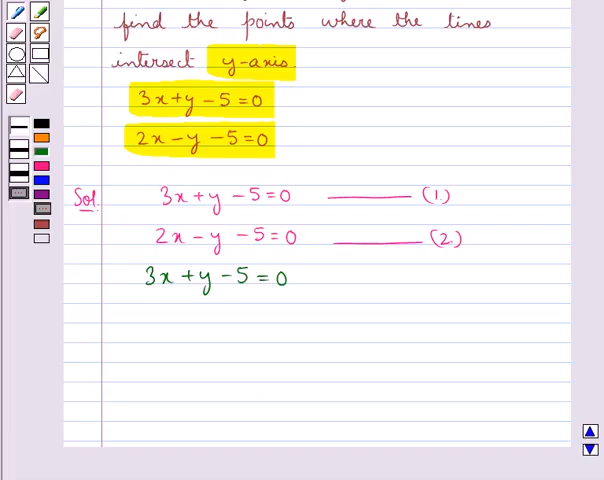 find the points where the lines
intersect y-axis.
3x+y-5=0
2x-y-5=0
Sol. 3x+y-5=0 ——— (1.)
2x-y-5=0 ——— (2.)
3x+y-5=0